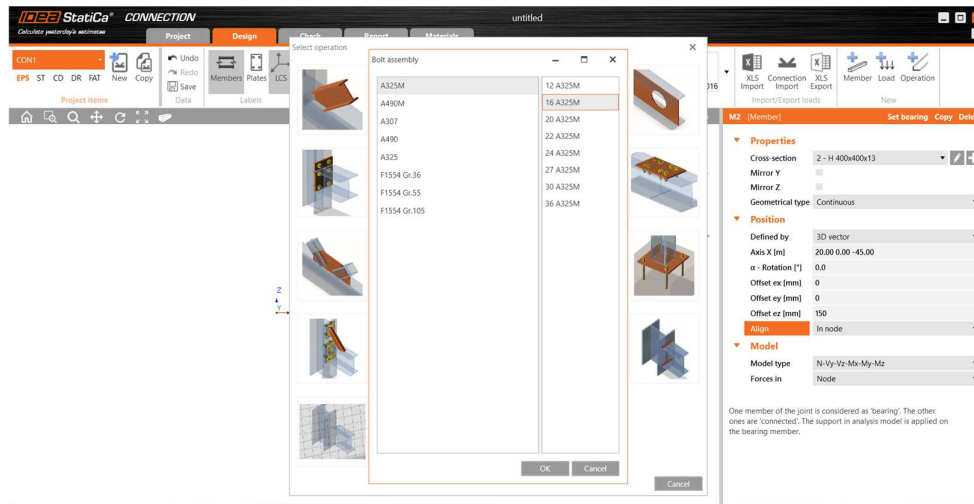 IDEA StatiCa® CONNECTION
untitled
Calculate yesterday's estimates
Project
Design
Check
Report
Materials
CON1
EPS ST CD DR FAT
New
Copy
Project items
Undo
Redo
Save
Data
Members
Plates
LCS
Labels
XLS Import
Connection Import
XLS Export
Import/Export loads
Member
Load
Operation
New
Select operation
Bolt assembly
A325M
A490M
A307
A490
A325
F1554 Gr.36
F1554 Gr.55
F1554 Gr.105
12 A325M
16 A325M
20 A325M
22 A325M
24 A325M
27 A325M
30 A325M
36 A325M
OK
Cancel
Cancel
Z
Y
M2 [Member]
Set bearing Copy
Properties
Cross-section 2 - H 400x400x13
Mirror Y
Mirror Z
Geometrical type Continuous
Position
Defined by 3D vector
Axis X [m] 20.00 0.00 -45.00
α - Rotation [°] 0.0
Offset ex [mm] 0
Offset ey [mm] 0
Offset ez [mm] 150
Align In node
Model
Model type N-Vy-Vz-Mx-My-Mz
Forces in Node
One member of the joint is considered as 'bearing'. The other
ones are 'connected'. The support in analysis model is applied on
the bearing member.